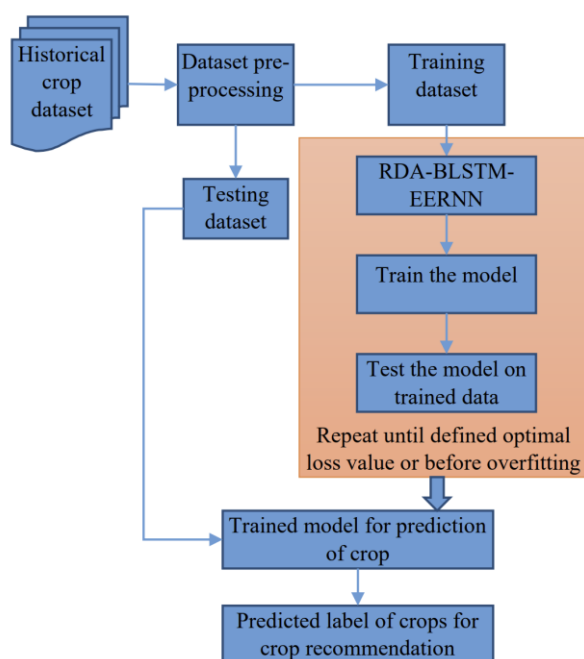 Historical
crop
dataset
Dataset pre-
processing
Training
dataset
Testing
dataset
RDA-BLSTM-
EERNN
Train the model
Test the model on
trained data
Repeat until defined optimal
loss value or before overfitting
Trained model for prediction
of crop
Predicted label of crops for
crop recommendation